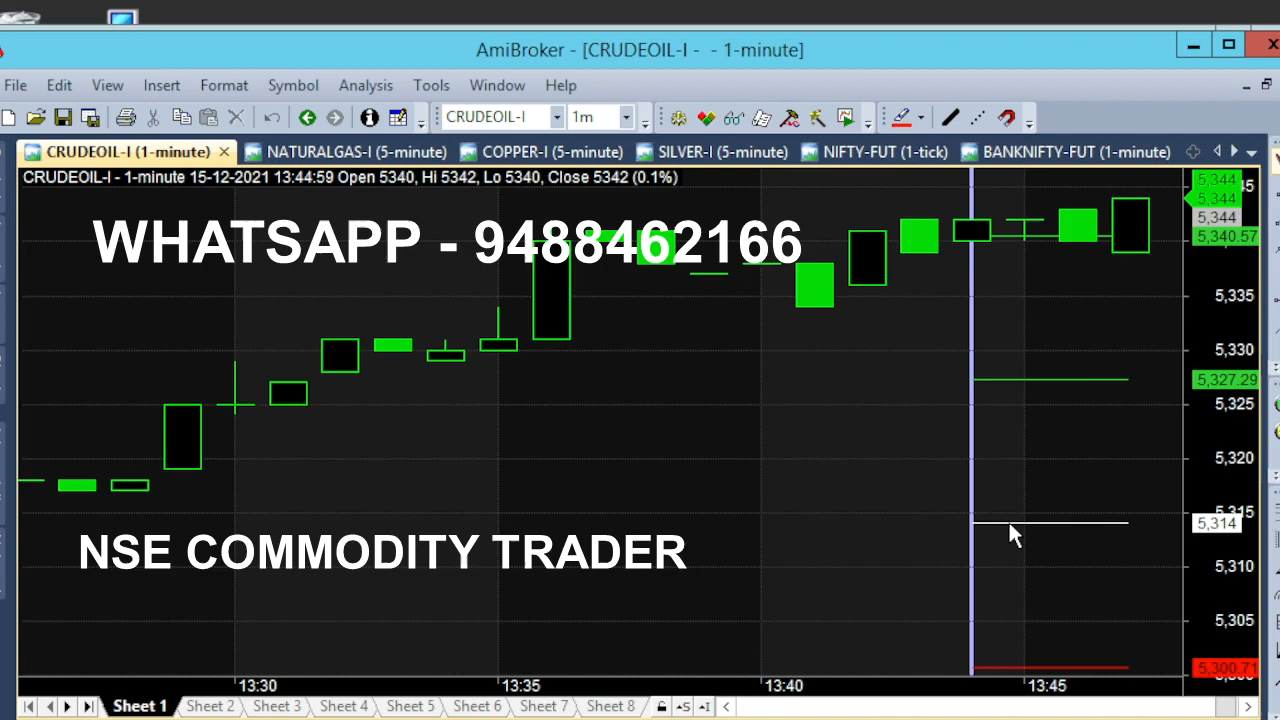 AmiBroker - [CRUDEOIL-I - - 1-minute]
File Edit View Insert Format Symbol Analysis Tools Window Help
CRUDEOIL-I 1m
CRUDEOIL-I (1-minute) NATURALGAS-I (5-minute) COPPER-I (5-minute) SILVER-I (5-minute) NIFTY-FUT (1-tick) BANKNIFTY-FUT (1-minute)
CRUDEOIL-I - 1-minute 15-12-2021 13:44:59 Open 5340, Hi 5342, Lo 5340, Close 5342 (0.1%)
5,344
5,344
5,344
5,340.57
WHATSAPP - 9488462166
5,335
5,330
5,327.29
5,325
5,320
5,315
5,314
NSE COMMODITY TRADER
5,310
5,305
5,300.71
13:30 13:35 13:40 13:45
Sheet 1 Sheet 2 Sheet 3 Sheet 4 Sheet 5 Sheet 6 Sheet 7 Sheet 8